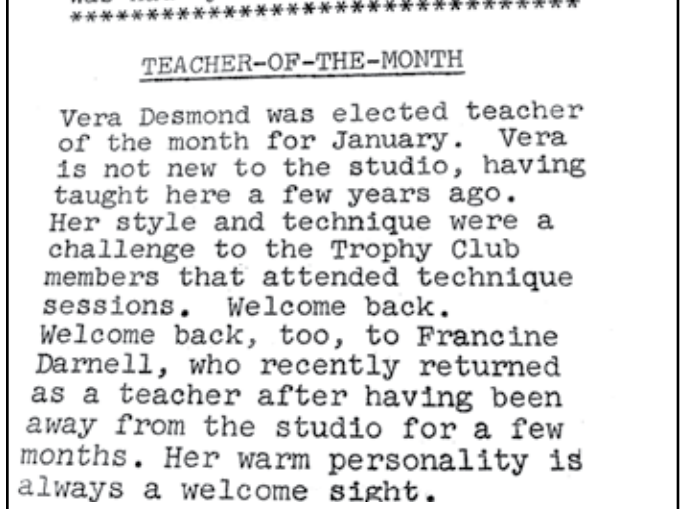 ********************************
TEACHER-OF-THE-MONTH
Vera Desmond was elected teacher
of the month for January.  Vera
is not new to the studio, having
taught here a few years ago.
Her style and technique were a
challenge to the Trophy Club
members that attended technique
sessions.  Welcome back.
Welcome back, too, to Francine
Darnell, who recently returned
as a teacher after having been
away from the studio for a few
months. Her warm personality is
always a welcome sight.